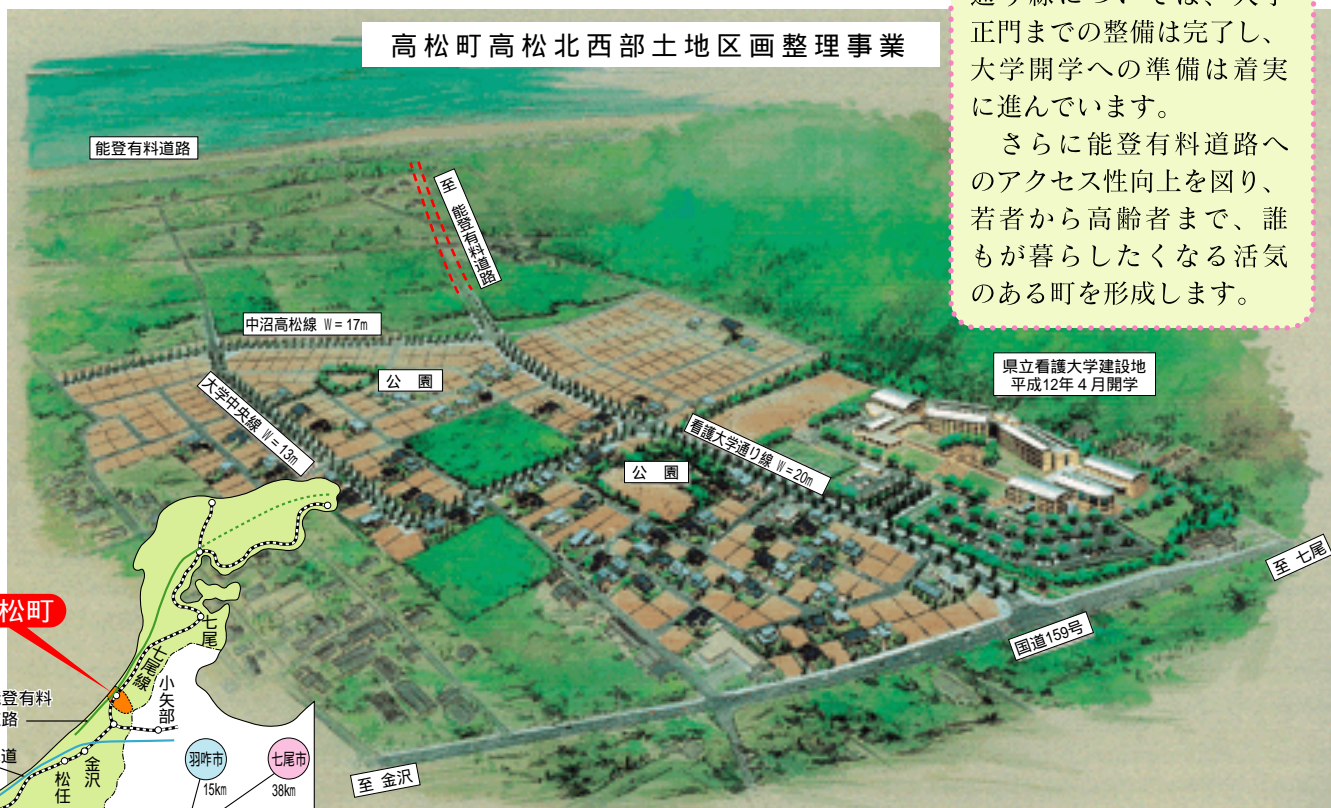 高松町高松北西部土地区画整理事業
正門までの整備は完了し、
大学開学への準備は着実
に進んでいます。
　さらに能登有料道路へ
のアクセス性向上を図り、
若者から高齢者まで、誰
もが暮らしたくなる活気
のある町を形成します。
能登有料道路
至　能登有料道路
中沼高松線 W=17m
公　園
大学中央線 W=13m
県立看護大学建設地
平成12年4月開学
看護大学通り線 W=20m
公　園
至 七尾
国道159号
至 金沢
松町
七尾
七尾線
小矢部
登有料
路
道
金沢
松任
羽咋市
15km
七尾市
38km